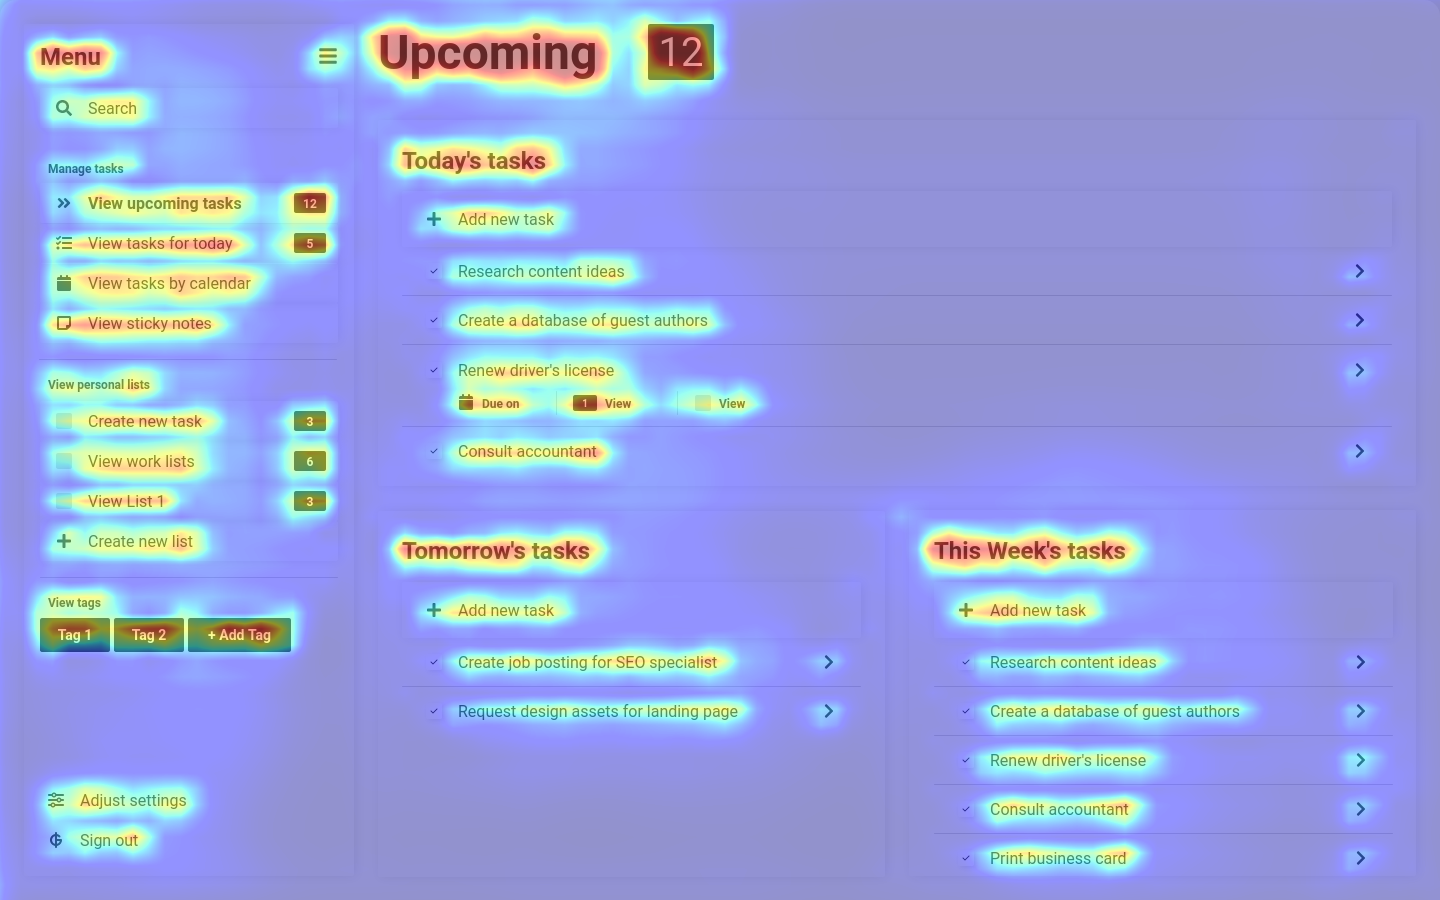 Menu
Search
Manage tasks
View upcoming tasks 12
View tasks for today 5
View tasks by calendar
View sticky notes
View personal lists
Create new task 3
View work lists 6
View List 1 3
Create new list
View tags
Tag 1 Tag 2 + Add Tag
Adjust settings
Sign out
Upcoming 12
Today's tasks
Add new task
Research content ideas
Create a database of guest authors
Renew driver's license
Due on 1 View View
Consult accountant
Tomorrow's tasks
Add new task
Create job posting for SEO specialist
Request design assets for landing page
This Week's tasks
Add new task
Research content ideas
Create a database of guest authors
Renew driver's license
Consult accountant
Print business card